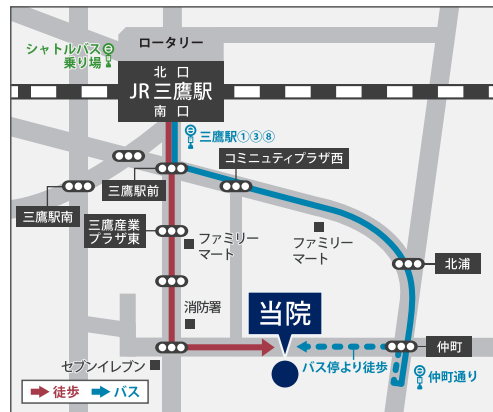 シャトルバス
乗り場
ロータリー
北 口
JR 三鷹駅
南 口
三鷹駅①③⑧
コミニュティプラザ西
三鷹駅前
三鷹駅南
三鷹産業
プラザ東
ファミリー
マート
ファミリー
マート
北浦
消防署
当院
仲町
セブンイレブン
バス停より徒歩
仲町通り
徒歩
バス